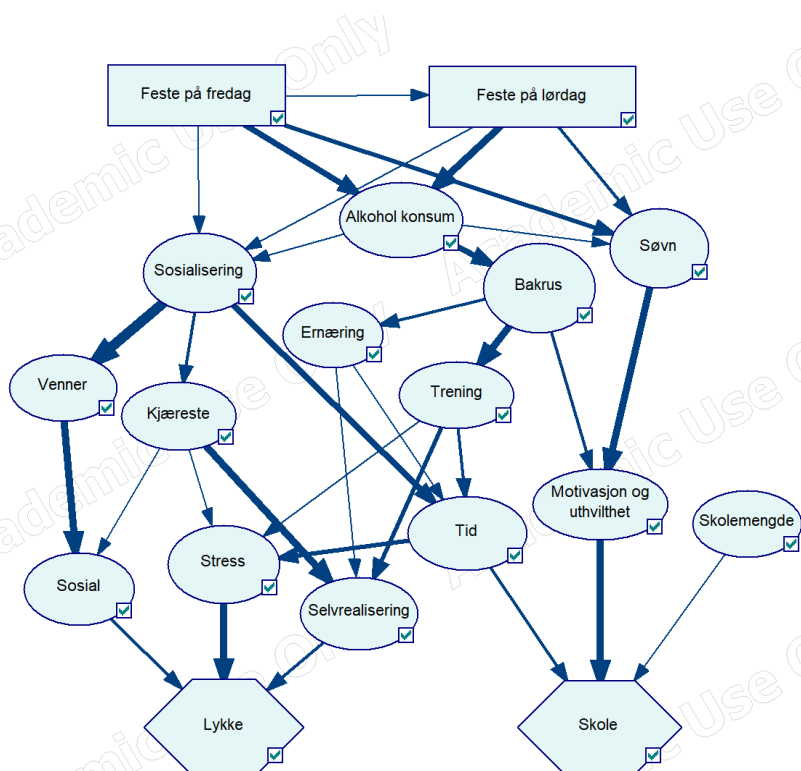 Feste på fredag
Feste på lørdag
Alkohol konsum
Søvn
Sosialisering
Bakrus
Ernæring
Venner
Trening
Kjæreste
Motivasjon og
uthvilthet
Skolemengde
Tid
Stress
Sosial
Selvrealisering
Lykke
Skole
Academic Use Only